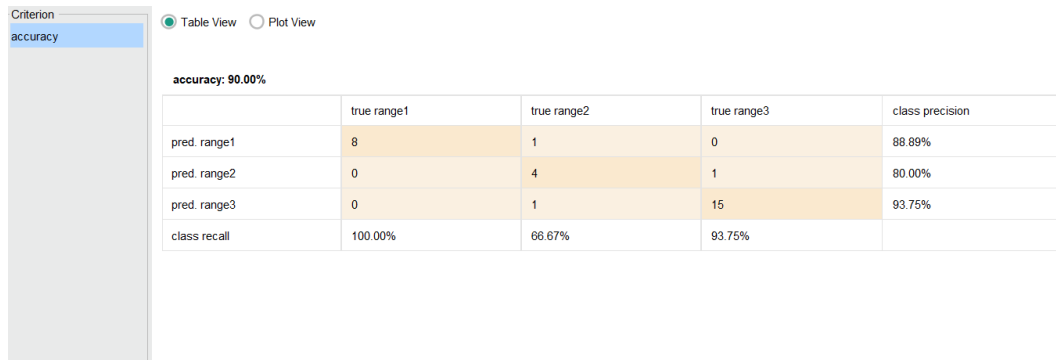 Criterion
accuracy
Table View Plot View
accuracy: 90.00%
true range1 true range2 true range3 class precision
pred. range1 8 1 0 88.89%
pred. range2 0 4 1 80.00%
pred. range3 0 1 15 93.75%
class recall 100.00% 66.67% 93.75%